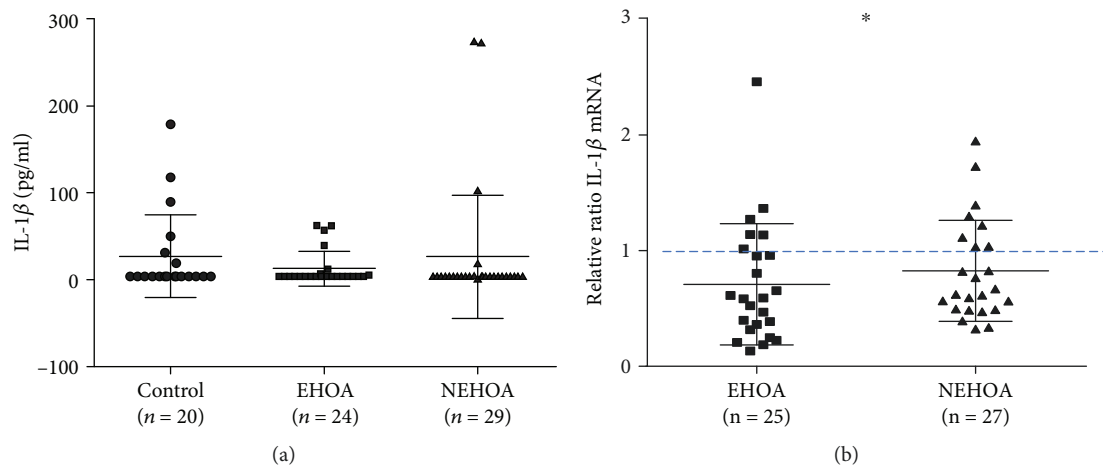 300
200
100
0
−100
IL-1β (pg/ml)
Control
(n = 20)
EHOA
(n = 24)
NEHOA
(n = 29)
(a)
*
3
2
1
0
Relative ratio IL-1β mRNA
EHOA
(n = 25)
NEHOA
(n = 27)
(b)